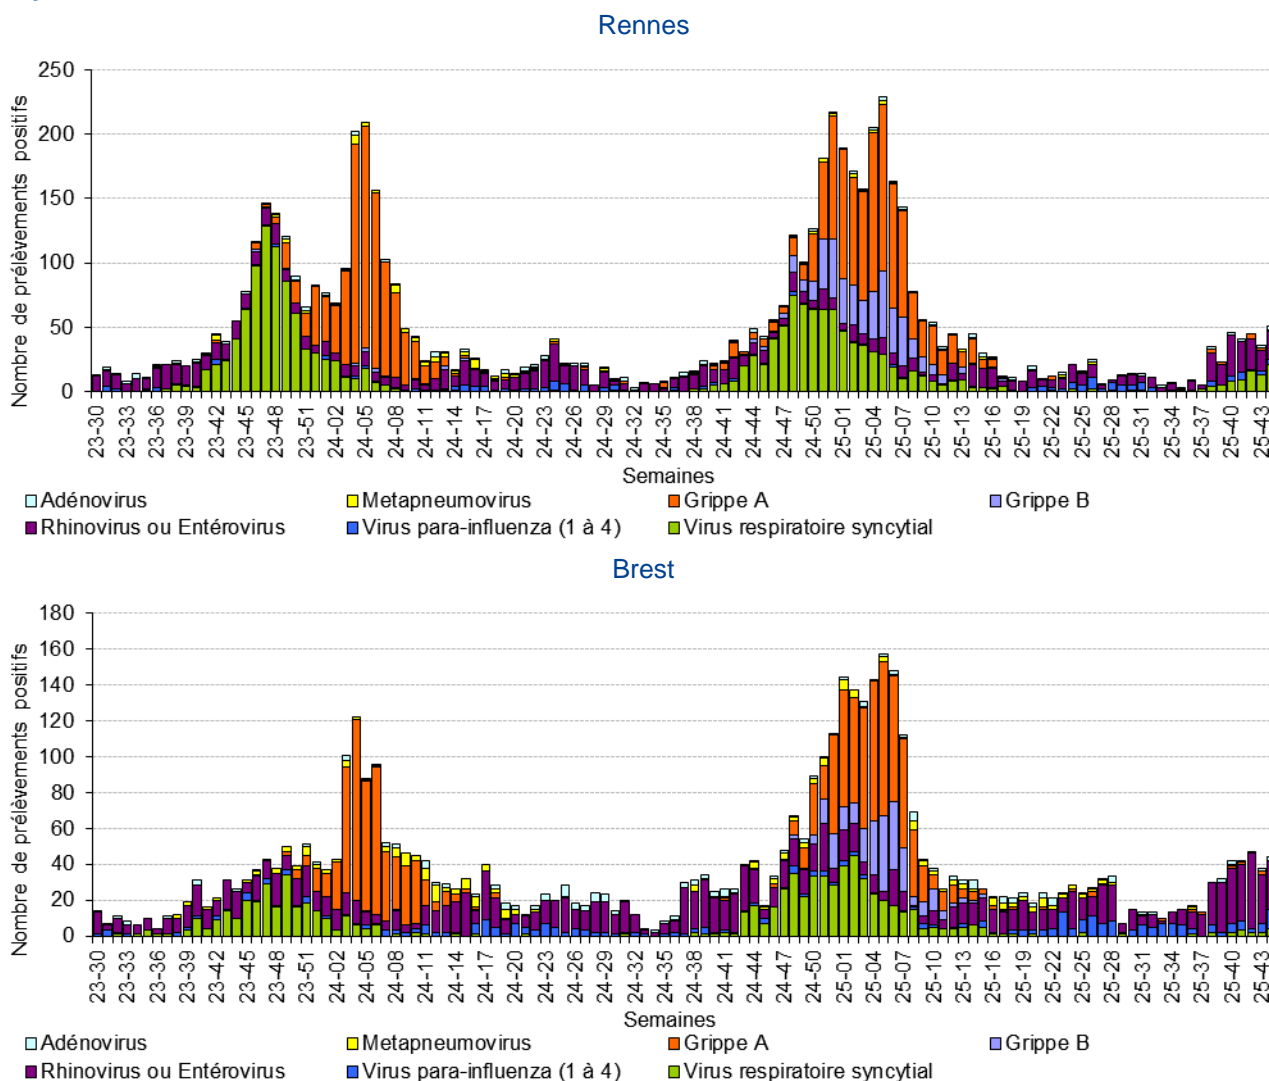 Rennes
Nombre de prélèvements positifs
250
200
150
100
50
0
23-30 23-33 23-36 23-39 23-42 23-45 23-48 23-51 24-02 24-05 24-08 24-11 24-14 24-17 24-20 24-23 24-26 24-29 24-32 24-35 24-38 24-41 24-44 24-47 24-50 25-01 25-04 25-07 25-10 25-13 25-16 25-19 25-22 25-25 25-28 25-31 25-34 25-37 25-40 25-43
Semaines
Adénovirus Metapneumovirus Grippe A Grippe B
Rhinovirus ou Entérovirus Virus para-influenza (1 à 4) Virus respiratoire syncytial
Brest
Nombre de prélèvements positifs
180
160
140
120
100
80
60
40
20
0
23-30 23-33 23-36 23-39 23-42 23-45 23-48 23-51 24-02 24-05 24-08 24-11 24-14 24-17 24-20 24-23 24-26 24-29 24-32 24-35 24-38 24-41 24-44 24-47 24-50 25-01 25-04 25-07 25-10 25-13 25-16 25-19 25-22 25-25 25-28 25-31 25-34 25-37 25-40 25-43
Semaines
Adénovirus Metapneumovirus Grippe A Grippe B
Rhinovirus ou Entérovirus Virus para-influenza (1 à 4) Virus respiratoire syncytial